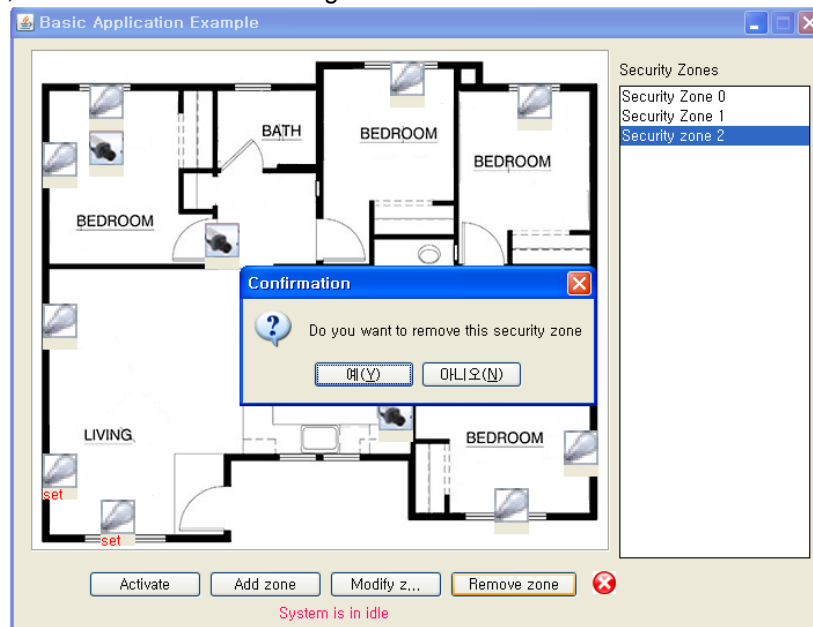 Basic Application Example
Security Zones
Security Zone 0
Security Zone 1
Security zone 2
BATH
BEDROOM
BEDROOM
BEDROOM
Confirmation
Do you want to remove this security zone
예(Y)
아니오(N)
LIVING
BEDROOM
set
set
Activate
Add zone
Modify z...
Remove zone
System is in idle